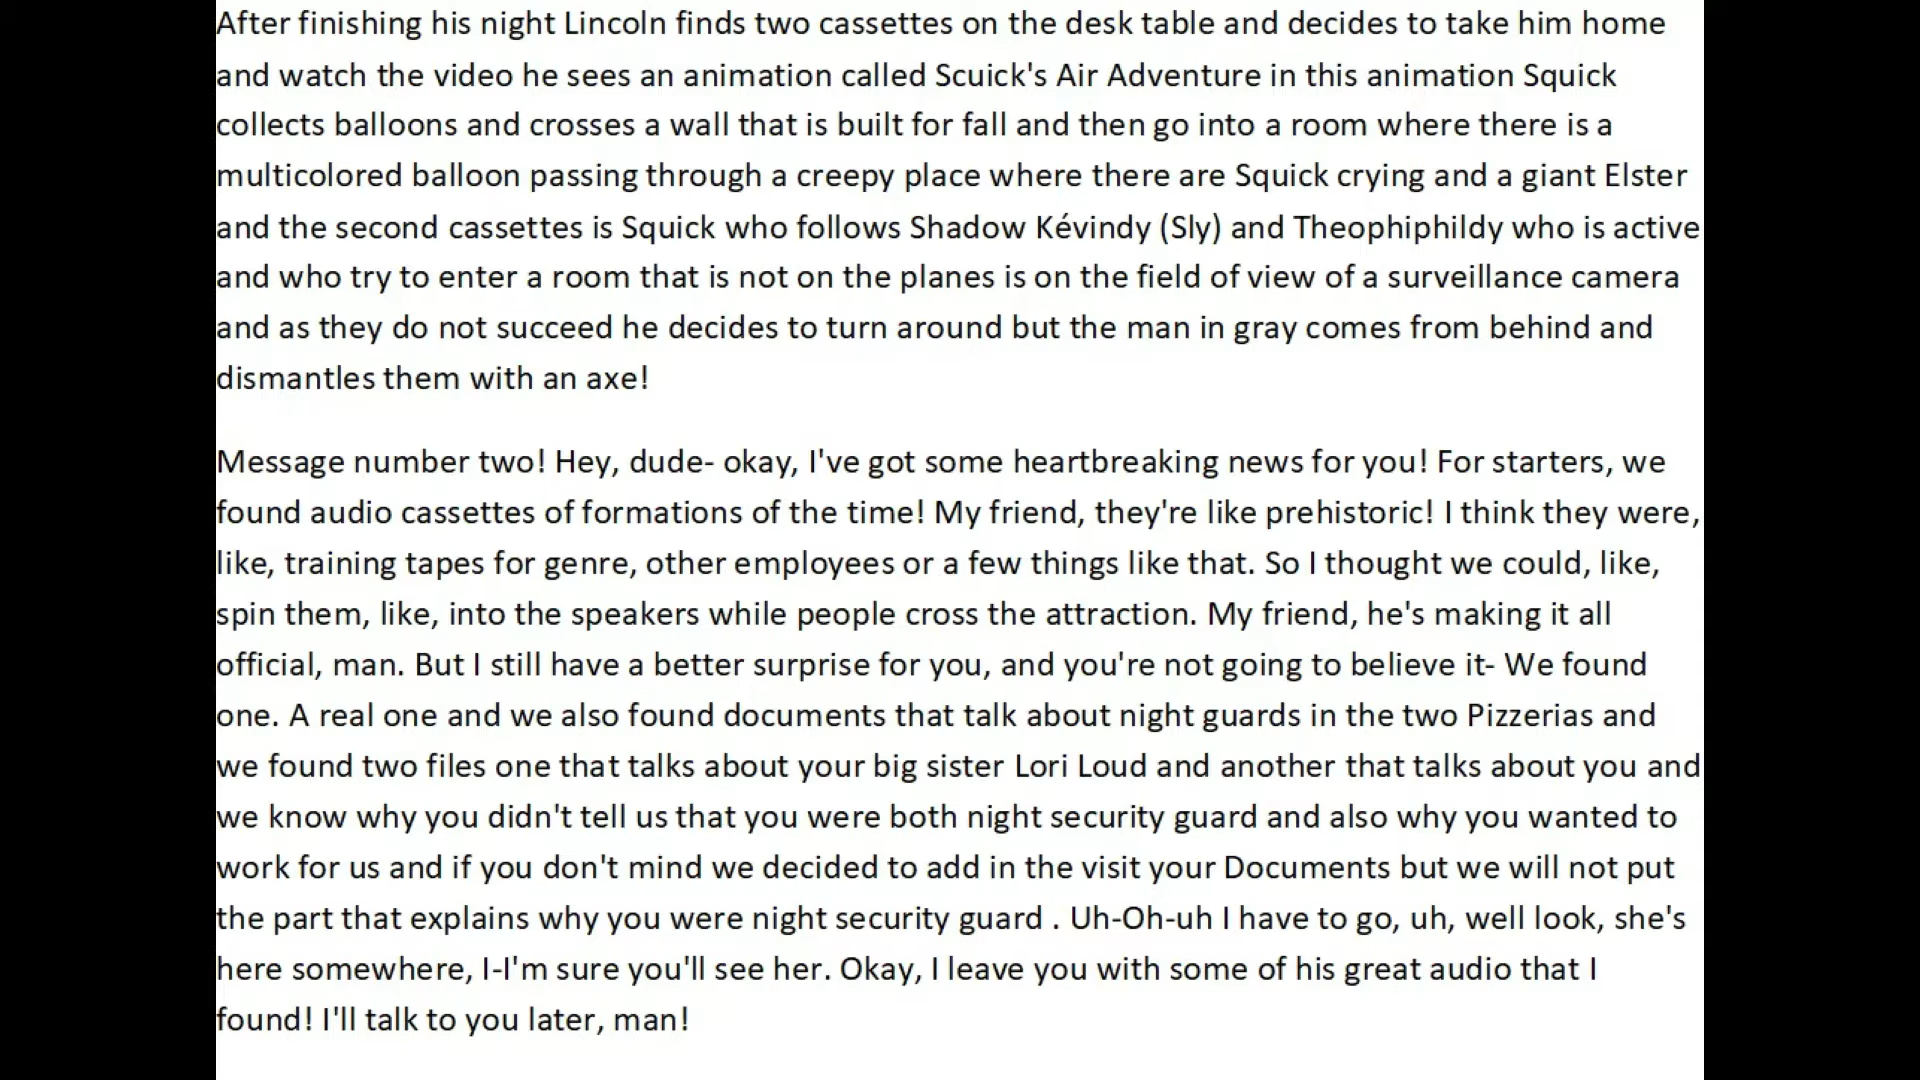 After finishing his night Lincoln finds two cassettes on the desk table and decides to take him home
and watch the video he sees an animation called Scuick's Air Adventure in this animation Squick
collects balloons and crosses a wall that is built for fall and then go into a room where there is a
multicolored balloon passing through a creepy place where there are Squick crying and a giant Elster
and the second cassettes is Squick who follows Shadow Kévindy (Sly) and Theophiphildy who is active
and who try to enter a room that is not on the planes is on the field of view of a surveillance camera
and as they do not succeed he decides to turn around but the man in gray comes from behind and
dismantles them with an axe!
Message number two! Hey, dude- okay, I've got some heartbreaking news for you! For starters, we
found audio cassettes of formations of the time! My friend, they're like prehistoric! I think they were,
like, training tapes for genre, other employees or a few things like that. So I thought we could, like,
spin them, like, into the speakers while people cross the attraction. My friend, he's making it all
official, man. But I still have a better surprise for you, and you're not going to believe it- We found
one. A real one and we also found documents that talk about night guards in the two Pizzerias and
we found two files one that talks about your big sister Lori Loud and another that talks about you and
we know why you didn't tell us that you were both night security guard and also why you wanted to
work for us and if you don't mind we decided to add in the visit your Documents but we will not put
the part that explains why you were night security guard . Uh-Oh-uh I have to go, uh, well look, she's
here somewhere, I-I'm sure you'll see her. Okay, I leave you with some of his great audio that I
found! I'll talk to you later, man!